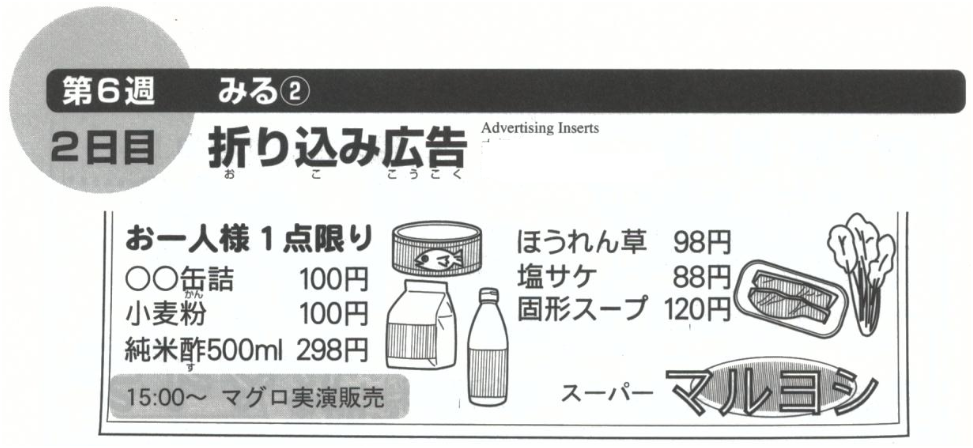 第6週 みる②
2日目 折り込み広告 Advertising Inserts
お こ こうこく
お一人様1点限り
〇〇缶詰 100円
かん
小麦粉 100円
純米酢500ml 298円
す
15:00〜 マグロ実演販売
ほうれん草 98円
塩サケ 88円
固形スープ 120円
スーパー マルヨシ